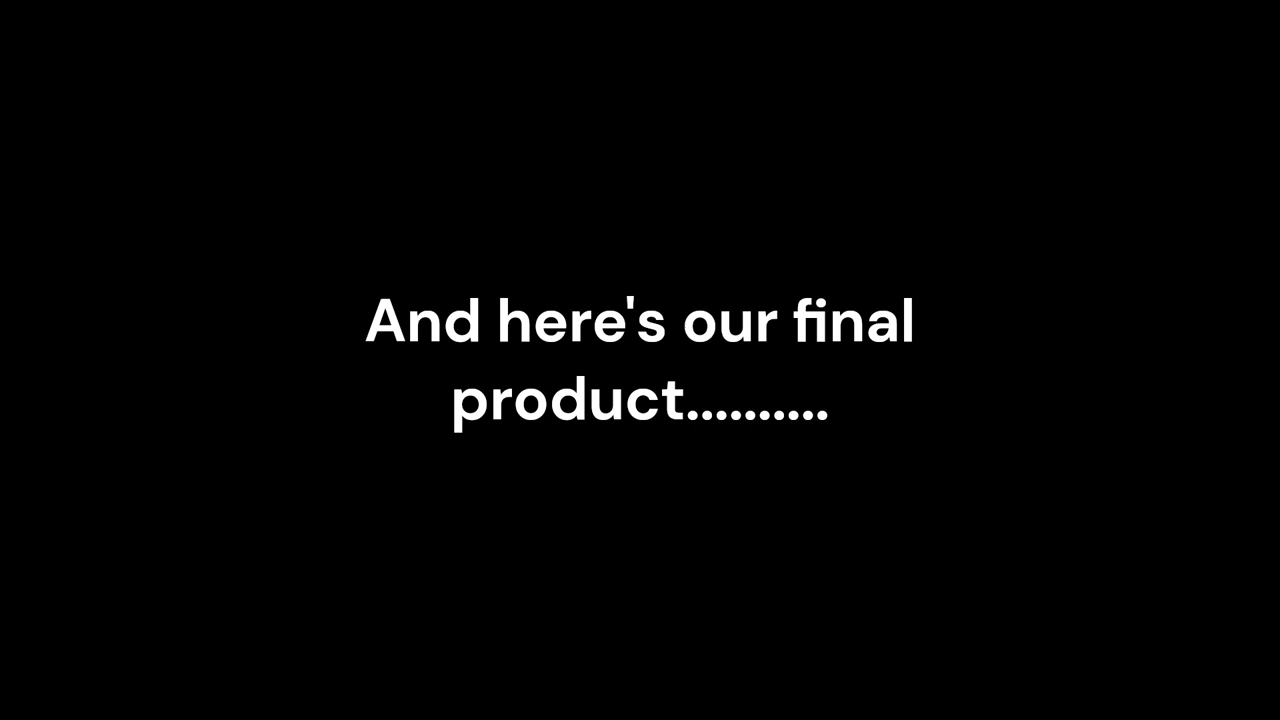 And here's our final
product..........